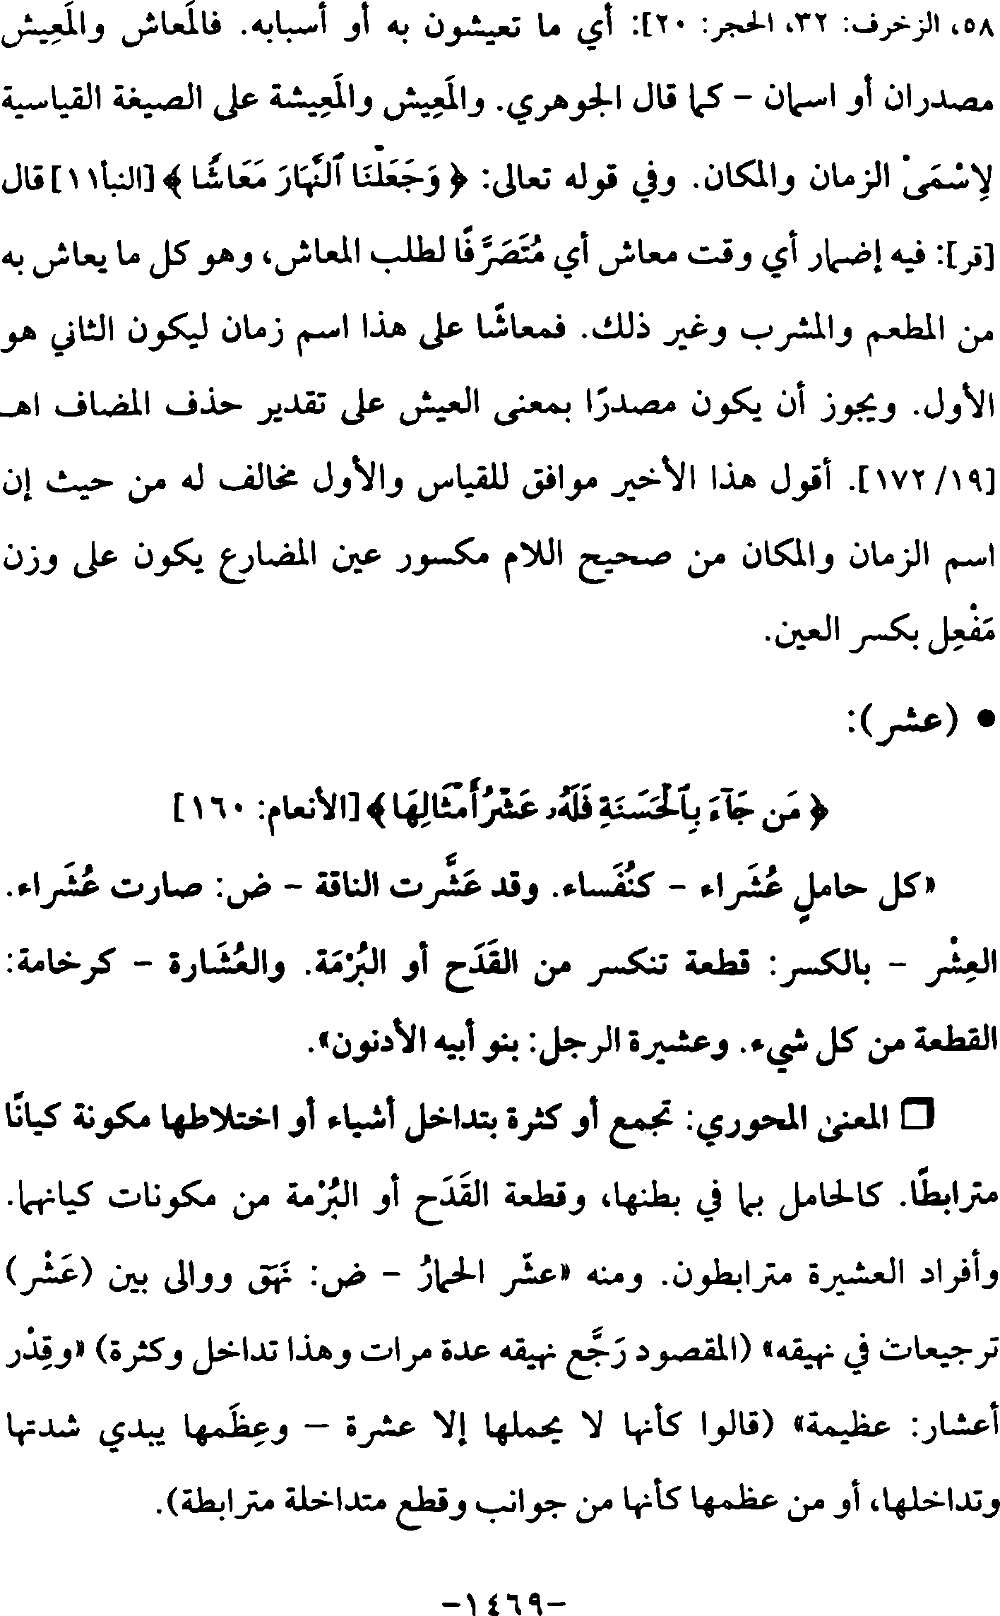 ٥٨، الزخرف: ٣٢، الحجر: ٢٠]: أي ما تعيشون به أو أسبابه. فالمَعاش والمَعِيش
مصدران أو اسمان – كما قال الجوهري. والمَعِيش والمَعِيشة على الصيغة القياسية
لِاسْمَىْ الزمان والمكان. وفي قوله تعالى: ﴿ وَجَعَلْنَا ٱلنَّهَارَ مَعَاشًا ﴾ [النبأ١١] قال
[قر]: فيه إضمار أي وقت معاش أي مُتَصَرَّفًا لطلب المعاش، وهو كل ما يعاش به
من المطعم والمشرب وغير ذلك. فمعاشًا على هذا اسم زمان ليكون الثاني هو
الأول. ويجوز أن يكون مصدرًا بمعنى العيش على تقدير حذف المضاف اهـ
[١٩/ ١٧٢]. أقول هذا الأخير موافق للقياس والأول مخالف له من حيث إن
اسم الزمان والمكان من صحيح اللام مكسور عين المضارع يكون على وزن
مَفْعِل بكسر العين.
• (عشر):
﴿ مَن جَآءَ بِٱلْحَسَنَةِ فَلَهُۥ عَشْرُ أَمْثَالِهَا ﴾ [الأنعام: ١٦٠]
«كل حاملٍ عُشَراء – كنُفَساء. وقد عَشَّرت الناقة – ض: صارت عُشَراء.
العِشْر – بالكسر: قطعة تنكسر من القَدَح أو البُرْمَة. والعُشَارة – كرخامة:
القطعة من كل شيء. وعشيرة الرجل: بنو أبيه الأدنون».
❒ المعنى المحوري: تجمع أو كثرة بتداخل أشياء أو اختلاطها مكونة كيانًا
مترابطًا. كالحامل بما في بطنها، وقطعة القَدَح أو البُرْمة من مكونات كيانهما.
وأفراد العشيرة مترابطون. ومنه «عشّر الحمارُ – ض: نَهَق ووالى بين (عَشْر)
ترجيعات في نهيقه» (المقصود رَجَّع نهيقه عدة مرات وهذا تداخل وكثرة) «وقِدْر
أعشار: عظيمة» (قالوا كأنها لا يحملها إلا عشرة – وعِظَمها يبدي شدتها
وتداخلها، أو من عظمها كأنها من جوانب وقطع متداخلة مترابطة).
-١٤٦٩-